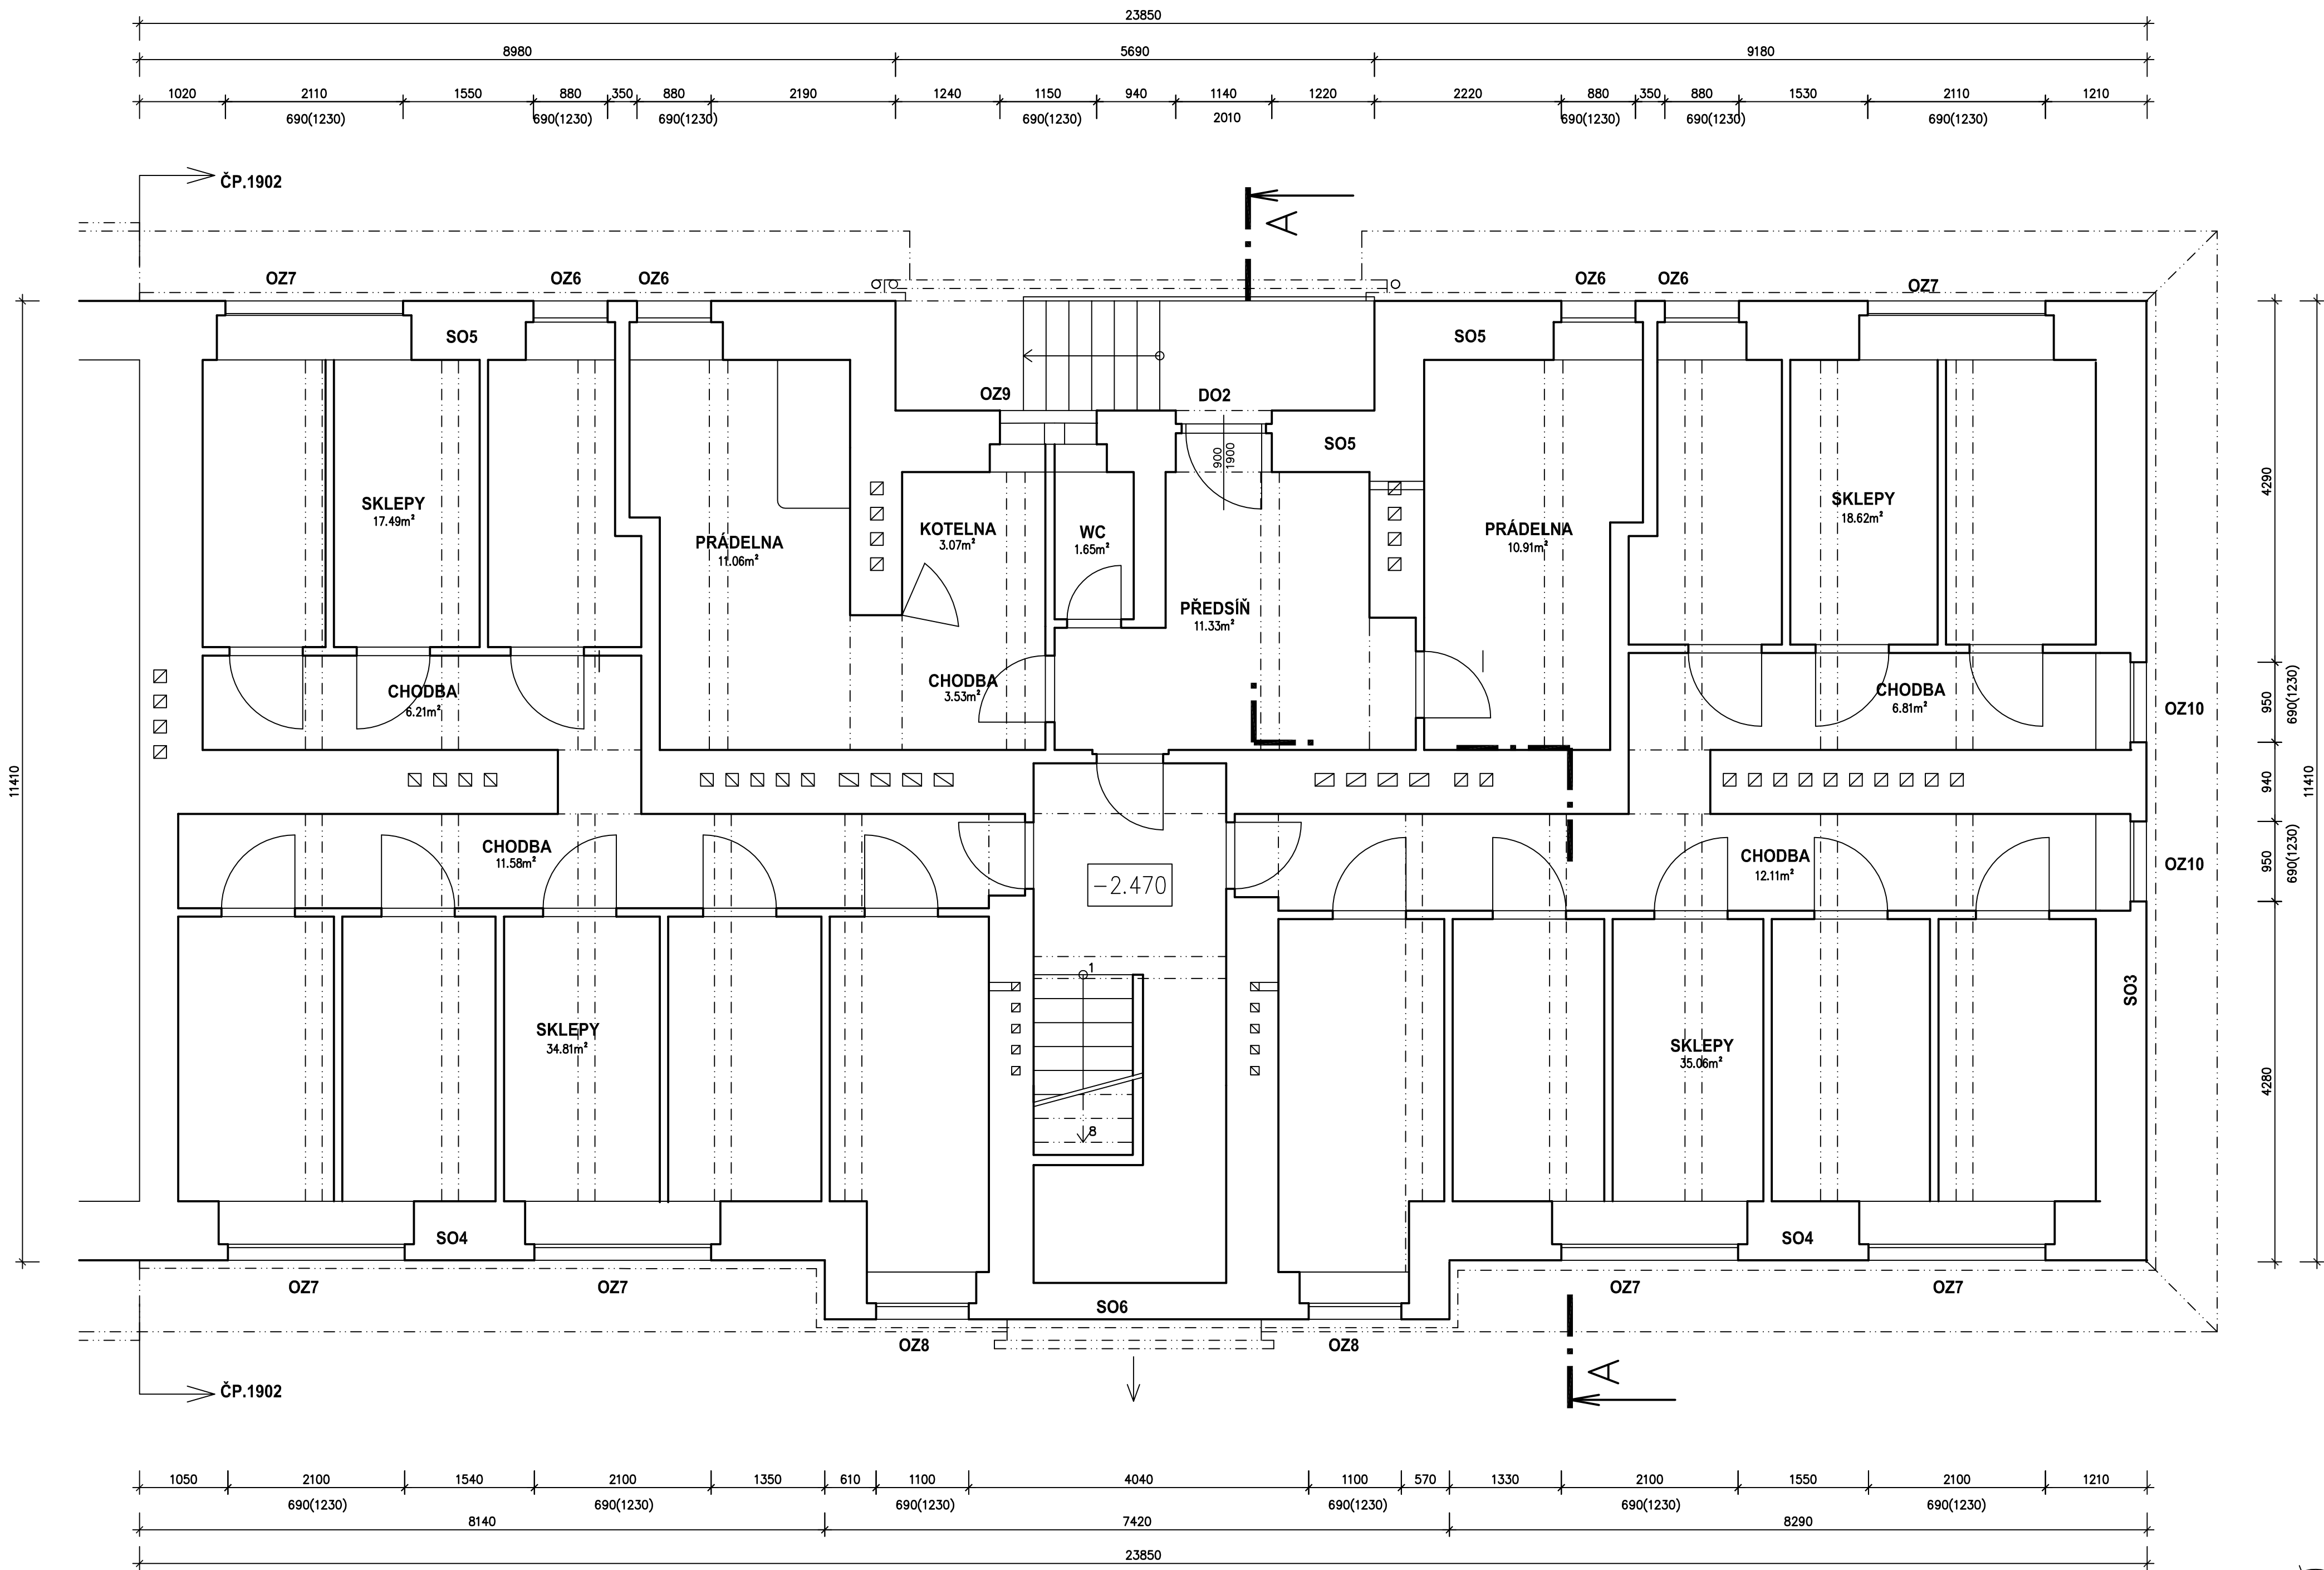 23850
8980 5690 9180
1020 2110 1550 880 350 880 2190 1240 1150 940 1140 1220 2220 880 350 880 1530 2110 1210
690(1230) 690(1230) 690(1230) 690(1230) 2010 690(1230) 690(1230) 690(1230)
ČP.1902
A
OZ7 OZ6 OZ6 OZ6 OZ6 OZ7
SO5 SO5
OZ9 DO2
SO5
900
1900
SKLEPY
17.49m²
SKLEPY
18.62m²
PRÁDELNA
11.06m²
KOTELNA
3.07m²
WC
1.65m²
PRÁDELNA
10.91m²
PŘEDSÍŇ
11.33m²
CHODBA
6.21m²
CHODBA
3.53m²
CHODBA
6.81m²
OZ10
11410
4290
950
690(1230)
940
950
690(1230)
4280
11410
CHODBA
11.58m²
-2.470
CHODBA
12.11m²
OZ10
1
SO3
SKLEPY
34.81m²
SKLEPY
35.06m²
8
SO4 SO4
OZ7 OZ7 OZ7 OZ7
SO6
OZ8 OZ8
A
ČP.1902
1050 2100 1540 2100 1350 610 1100 4040 1100 570 1330 2100 1550 2100 1210
690(1230) 690(1230) 690(1230) 690(1230) 690(1230) 690(1230)
8140 7420 8290
23850